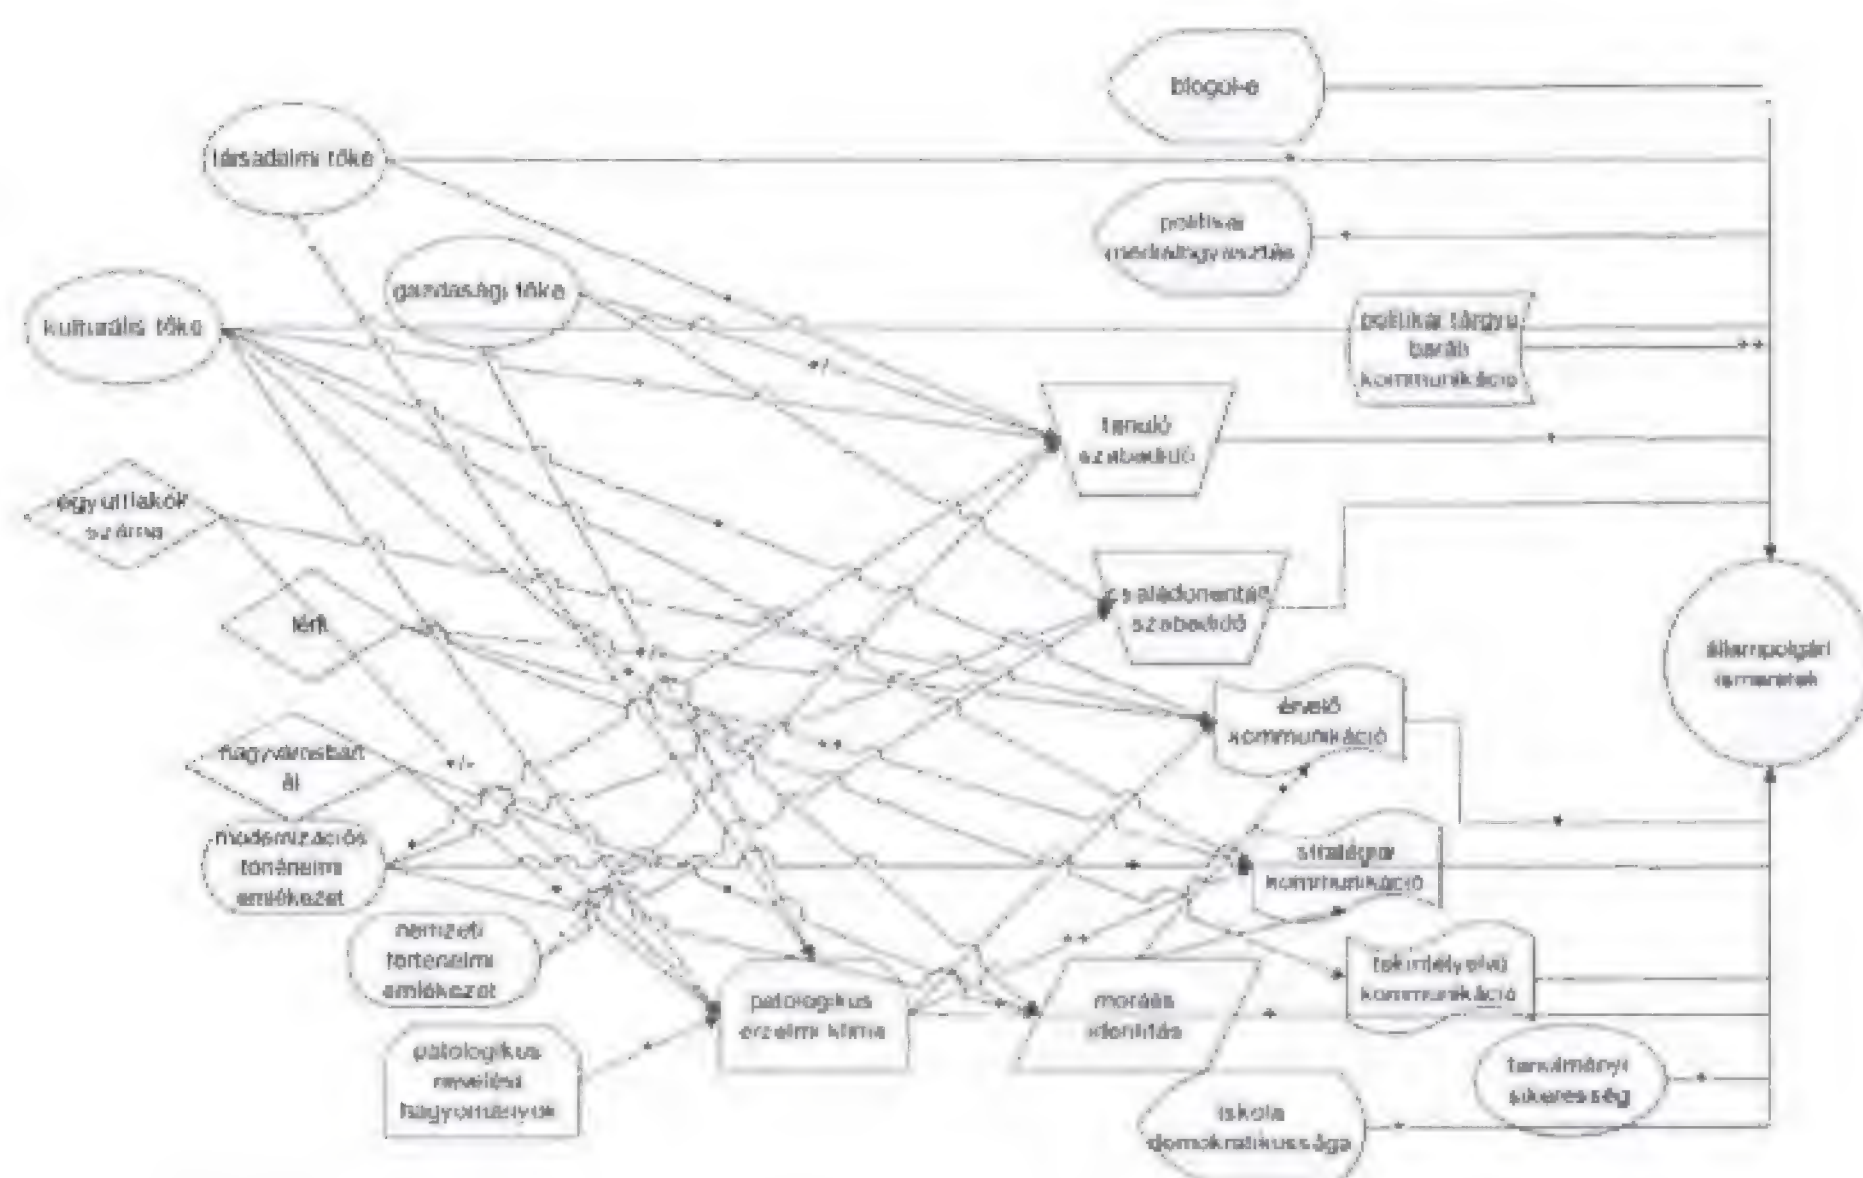 társadalmi tőke
gazdasági tőke
kulturális tőke
együttlakók
száma
férfi
nagyvárosban
él
modernizációs
történelmi
emlékezet
nemzeti
történelmi
emlékezet
patologikus
nevelési
hagyományok
patologikus
érzelmi klíma
morális
identitás
iskola
demokratikussága
tanulmányi
sikeresség
tekintélyelvű
kommunikáció
stratégiai
kommunikáció
érvelő
kommunikáció
családorientált
szabadidő
tanuló
szabadidő
politikai tárgyú
baráti
kommunikáció
politikai
médiafogyasztás
blogol-e
állampolgári
ismeretek